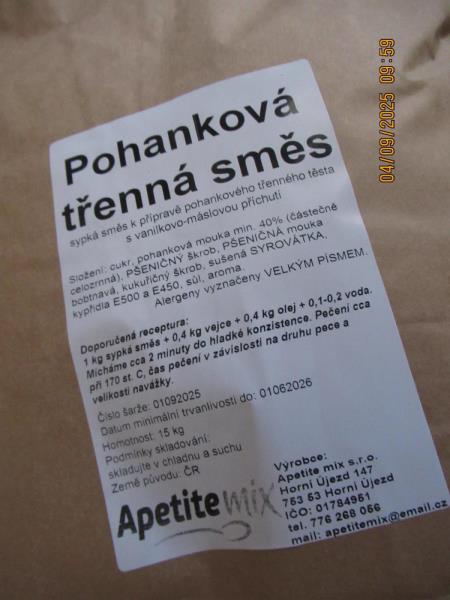 Pohanková
třenná směs
sypká směs k přípravě pohankového třenného těsta
s vanilkovo-máslovou příchutí
Složení: cukr, pohanková mouka min. 40% (částečně
celozrnná), PŠENIČNÝ škrob, PŠENIČNÁ mouka
bobtnavá, kukuřičný škrob, sušená SYROVÁTKA,
kypřidla E500 a E450, sůl, aroma.
Alergeny vyznačeny VELKÝM PÍSMEM.
Doporučená receptura:
1 kg sypká směs + 0,4 kg vejce + 0,4 kg olej + 0,1-0,2 voda.
Mícháme cca 2 minuty do hladké konzistence. Pečení cca
při 170 st. C, čas pečení v závislosti na druhu pece a
velikosti navážky.
Číslo šarže: 01092025
Datum minimální trvanlivosti do: 01062026
Hmotnost: 15 kg
Podmínky skladování:
skladujte v chladnu a suchu
Země původu: ČR
Výrobce:
Apetite mix s.r.o.
Horní Újezd 147
753 53 Horní Újezd
IČO: 01784951
tel. 776 268 056
mail: apetitemix@email.cz
Apetitemix
04/09/2025 09:59